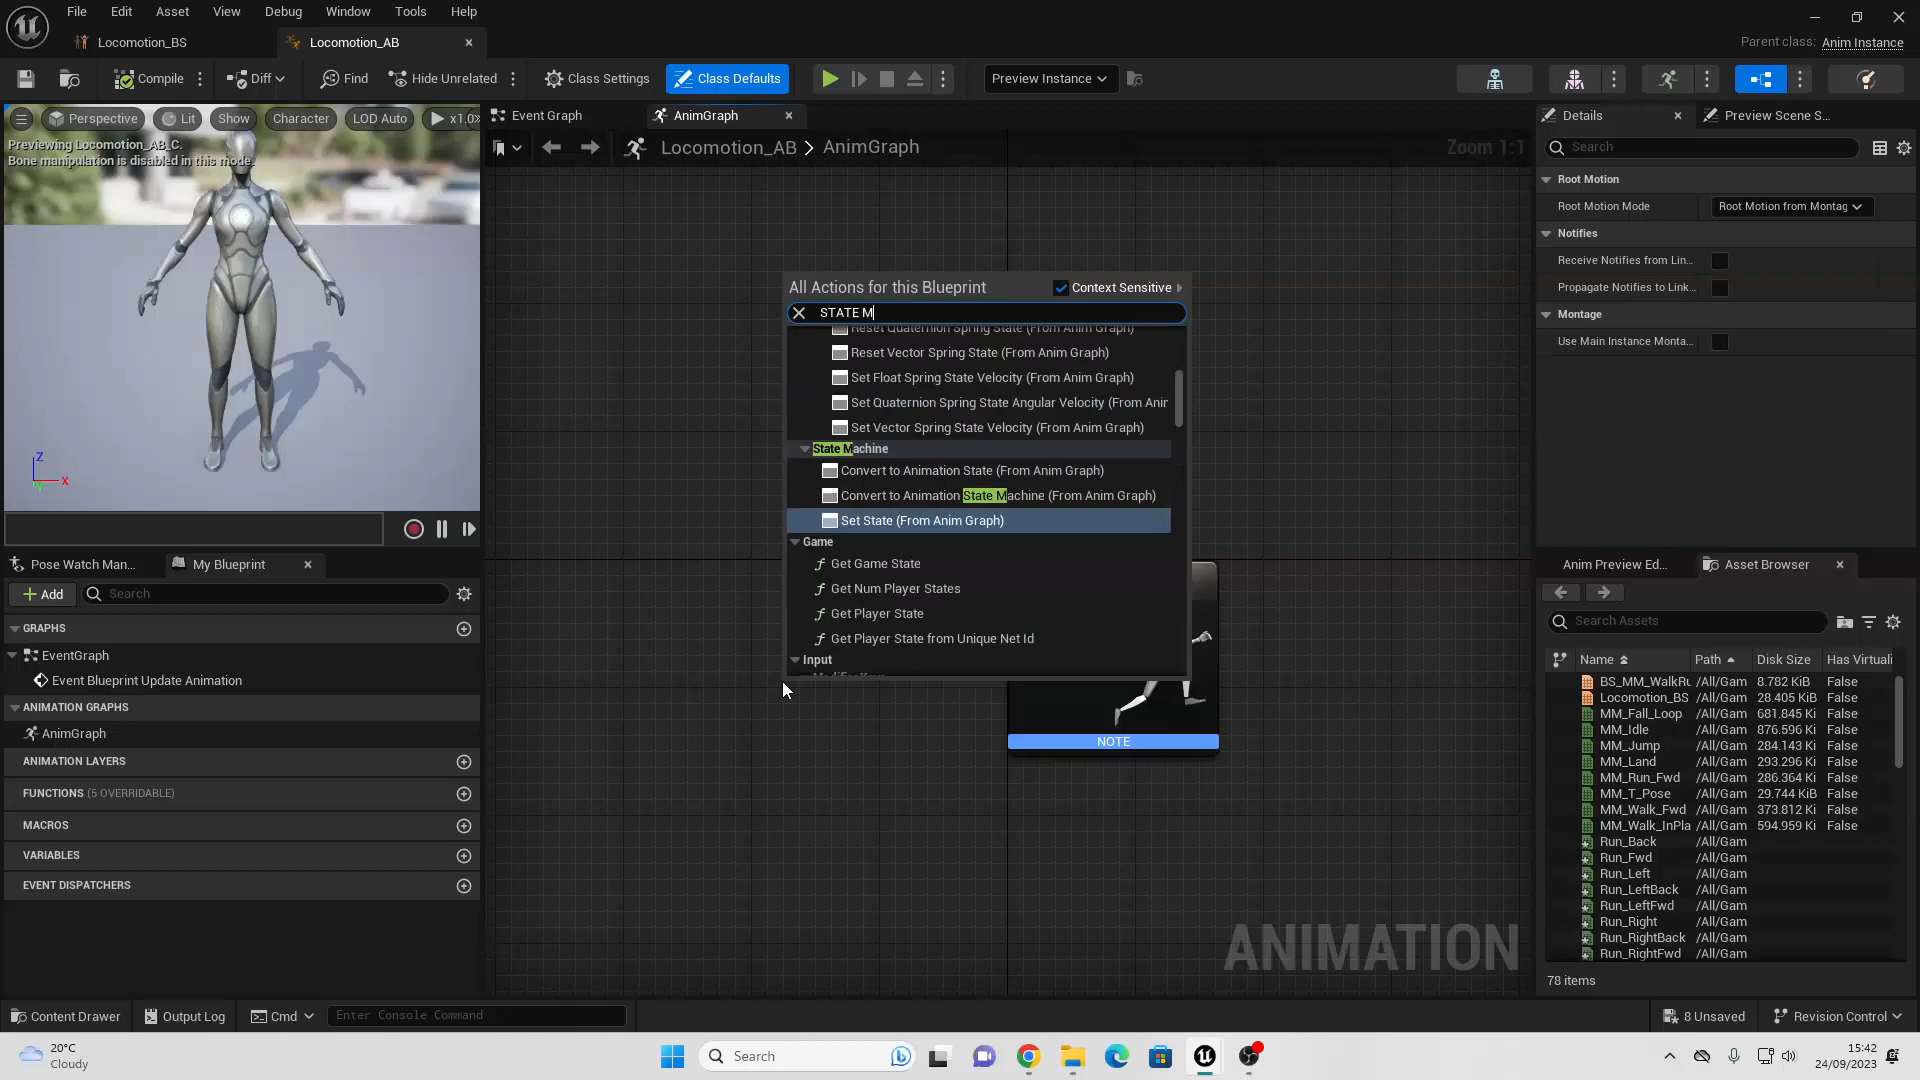 File Edit Asset View Debug Window Tools Help
Locomotion_BS
Locomotion_AB
Parent class: Anim Instance
Compile
Diff
Find
Hide Unrelated
Class Settings
Class Defaults
Preview Instance
Perspective
Lit
Show
Character
LOD Auto
x1.0
Previewing Locomotion_AB_C.
Bone manipulation is disabled in this mode.
Z
X
Y
Pose Watch Man...
My Blueprint
Add
Search
GRAPHS
EventGraph
Event Blueprint Update Animation
ANIMATION GRAPHS
AnimGraph
ANIMATION LAYERS
FUNCTIONS (5 OVERRIDABLE)
MACROS
VARIABLES
EVENT DISPATCHERS
Event Graph
AnimGraph
Locomotion_AB > AnimGraph
Zoom 1:1
All Actions for this Blueprint
Context Sensitive
STATE M
Reset Quaternion Spring State (From Anim Graph)
Reset Vector Spring State (From Anim Graph)
Set Float Spring State Velocity (From Anim Graph)
Set Quaternion Spring State Angular Velocity (From Anim
Set Vector Spring State Velocity (From Anim Graph)
State Machine
Convert to Animation State (From Anim Graph)
Convert to Animation State Machine (From Anim Graph)
Set State (From Anim Graph)
Game
Get Game State
Get Num Player States
Get Player State
Get Player State from Unique Net Id
Input
NOTE
ANIMATION
Details
Preview Scene S...
Search
Root Motion
Root Motion Mode
Root Motion from Montag
Notifies
Receive Notifies from Lin...
Propagate Notifies to Link...
Montage
Use Main Instance Monta...
Anim Preview Ed...
Asset Browser
Search Assets
Name Path Disk Size Has Virtuali
BS_MM_WalkRu /All/Gam 8.782 KiB False
Locomotion_BS /All/Gam 28.405 KiB False
MM_Fall_Loop /All/Gam 681.845 Ki False
MM_Idle /All/Gam 876.596 Ki False
MM_Jump /All/Gam 284.143 Ki False
MM_Land /All/Gam 293.296 Ki False
MM_Run_Fwd /All/Gam 286.364 Ki False
MM_T_Pose /All/Gam 29.744 KiB False
MM_Walk_Fwd /All/Gam 373.812 Ki False
MM_Walk_InPla /All/Gam 594.959 Ki False
Run_Back /All/Gam
Run_Fwd /All/Gam
Run_Left /All/Gam
Run_LeftBack /All/Gam
Run_LeftFwd /All/Gam
Run_Right /All/Gam
Run_RightBack /All/Gam
Run_RightFwd /All/Gam
78 items
Content Drawer
Output Log
Cmd
Enter Console Command
8 Unsaved
Revision Control
20°C
Cloudy
Search
15:42
24/09/2023